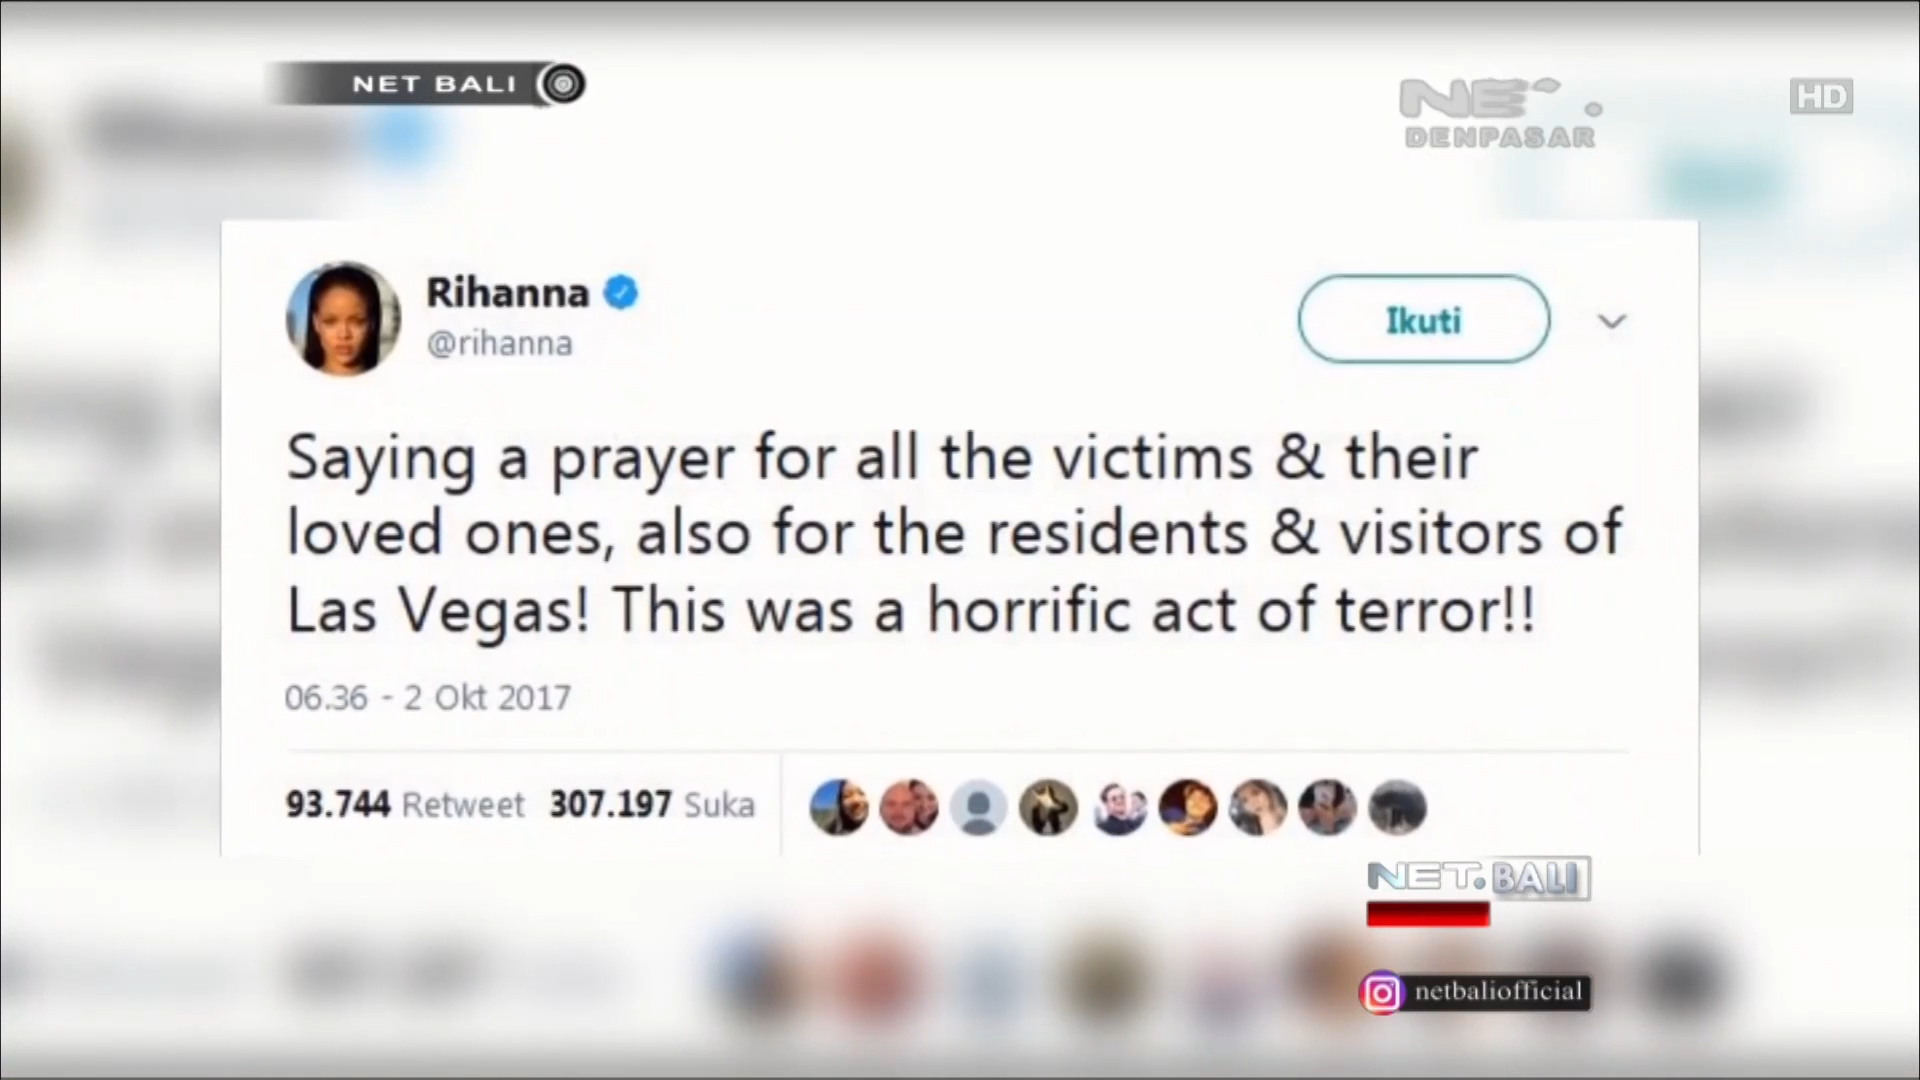 NET BALI
NE
DENPASAR
HD
Rihanna
@rihanna
Ikuti
Saying a prayer for all the victims & their
loved ones, also for the residents & visitors of
Las Vegas! This was a horrific act of terror!!
06.36 - 2 Okt 2017
93.744 Retweet 307.197 Suka
NET. BALI
netbaliofficial